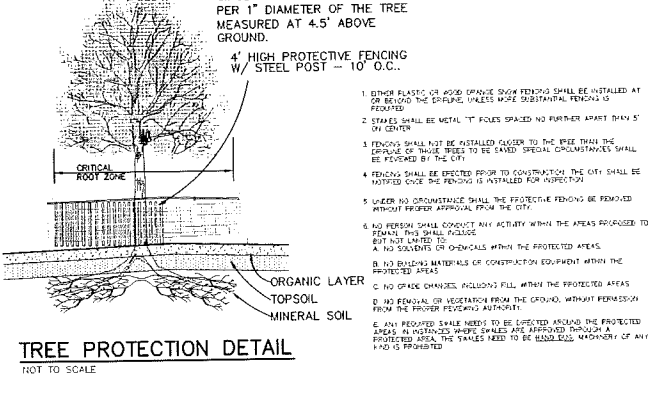 PER 1" DIAMETER OF THE TREE
MEASURED AT 4.5' ABOVE
GROUND.
4' HIGH PROTECTIVE FENCING
W/ STEEL POST – 10' O.C..
CRITICAL
ROOT ZONE
ORGANIC LAYER
TOPSOIL
MINERAL SOIL
TREE PROTECTION DETAIL
NOT TO SCALE
1. EITHER PLASTIC OR WOOD ORANGE SNOW FENCING SHALL BE INSTALLED AT
OR BEYOND THE DRIPLINE, UNLESS MORE SUBSTANTIAL FENCING IS
REQUIRED
2. STAKES SHALL BE METAL "T" POLES SPACED NO FURTHER APART THAN 5'
ON CENTER
3. FENCING SHALL NOT BE INSTALLED CLOSER TO THE TREE THAN THE
DRIPLINE OF THOSE TREES TO BE SAVED. SPECIAL CIRCUMSTANCES SHALL
BE REVIEWED BY THE CITY
4. FENCING SHALL BE ERECTED PRIOR TO CONSTRUCTION. THE CITY SHALL BE
NOTIFIED ONCE THE FENCING IS INSTALLED FOR INSPECTION
5. UNDER NO CIRCUMSTANCE SHALL THE PROTECTIVE FENCING BE REMOVED
WITHOUT PROPER APPROVAL FROM THE CITY.
6. NO PERSON SHALL CONDUCT ANY ACTIVITY WITHIN THE AREAS PROPOSED TO
REMAIN. THIS SHALL INCLUDE
BUT NOT LIMITED TO:
A. NO SOLVENTS OR CHEMICALS WITHIN THE PROTECTED AREAS.
B. NO BUILDING MATERIALS OR CONSTRUCTION EQUIPMENT WITHIN THE
PROTECTED AREAS
C. NO GRADE CHANGES, INCLUDING FILL, WITHIN THE PROTECTED AREAS
D. NO REMOVAL OF VEGETATION FROM THE GROUND, WITHOUT PERMISSION
FROM THE PROPER REVIEWING AUTHORITY.
E. ANY REQUIRED SWALE NEEDS TO BE DIRECTED AROUND THE PROTECTED
AREAS. IN INSTANCES WHERE SWALES ARE APPROVED THROUGH A
PROTECTED AREA, THE SWALES NEED TO BE HAND DUG. MACHINERY OF ANY
KIND IS PROHIBITED